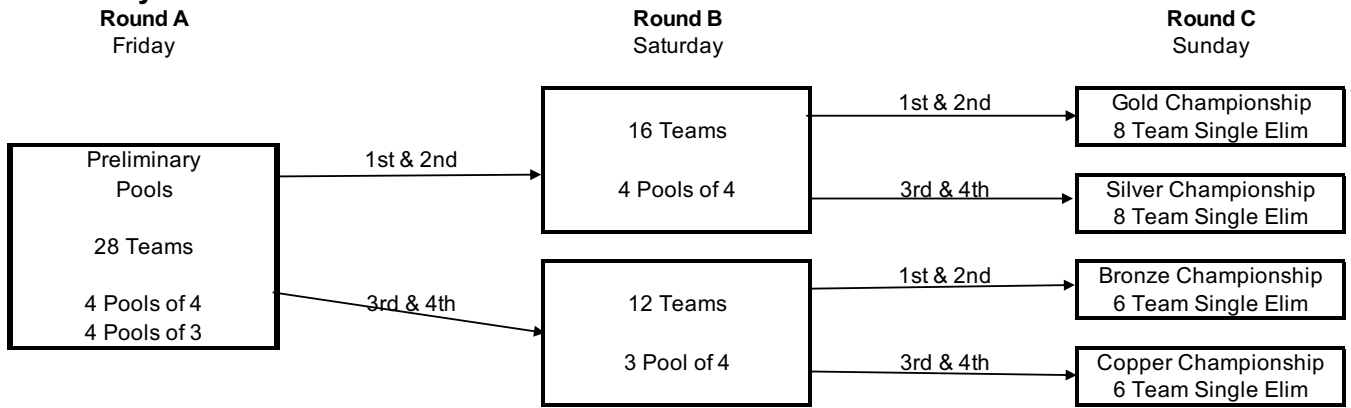 Round A
Friday
Round B
Saturday
Round C
Sunday
Preliminary
Pools
28 Teams
4 Pools of 4
4 Pools of 3
1st & 2nd
3rd & 4th
16 Teams
4 Pools of 4
12 Teams
3 Pool of 4
1st & 2nd
3rd & 4th
1st & 2nd
3rd & 4th
Gold Championship
8 Team Single Elim
Silver Championship
8 Team Single Elim
Bronze Championship
6 Team Single Elim
Copper Championship
6 Team Single Elim